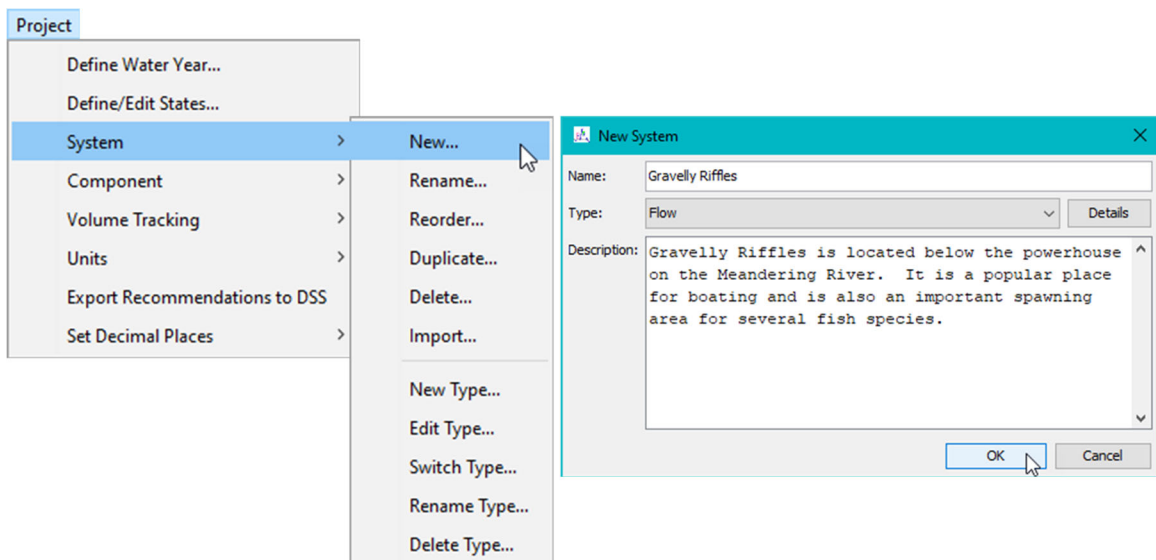 Project
Define Water Year...
Define/Edit States...
System
Component
Volume Tracking
Units
Export Recommendations to DSS
Set Decimal Places
New...
Rename...
Reorder...
Duplicate...
Delete...
Import...
New Type...
Edit Type...
Switch Type...
Rename Type...
Delete Type...
New System
Name: Gravelly Riffles
Type: Flow Details
Description: Gravelly Riffles is located below the powerhouse
on the Meandering River.  It is a popular place
for boating and is also an important spawning
area for several fish species.
OK Cancel